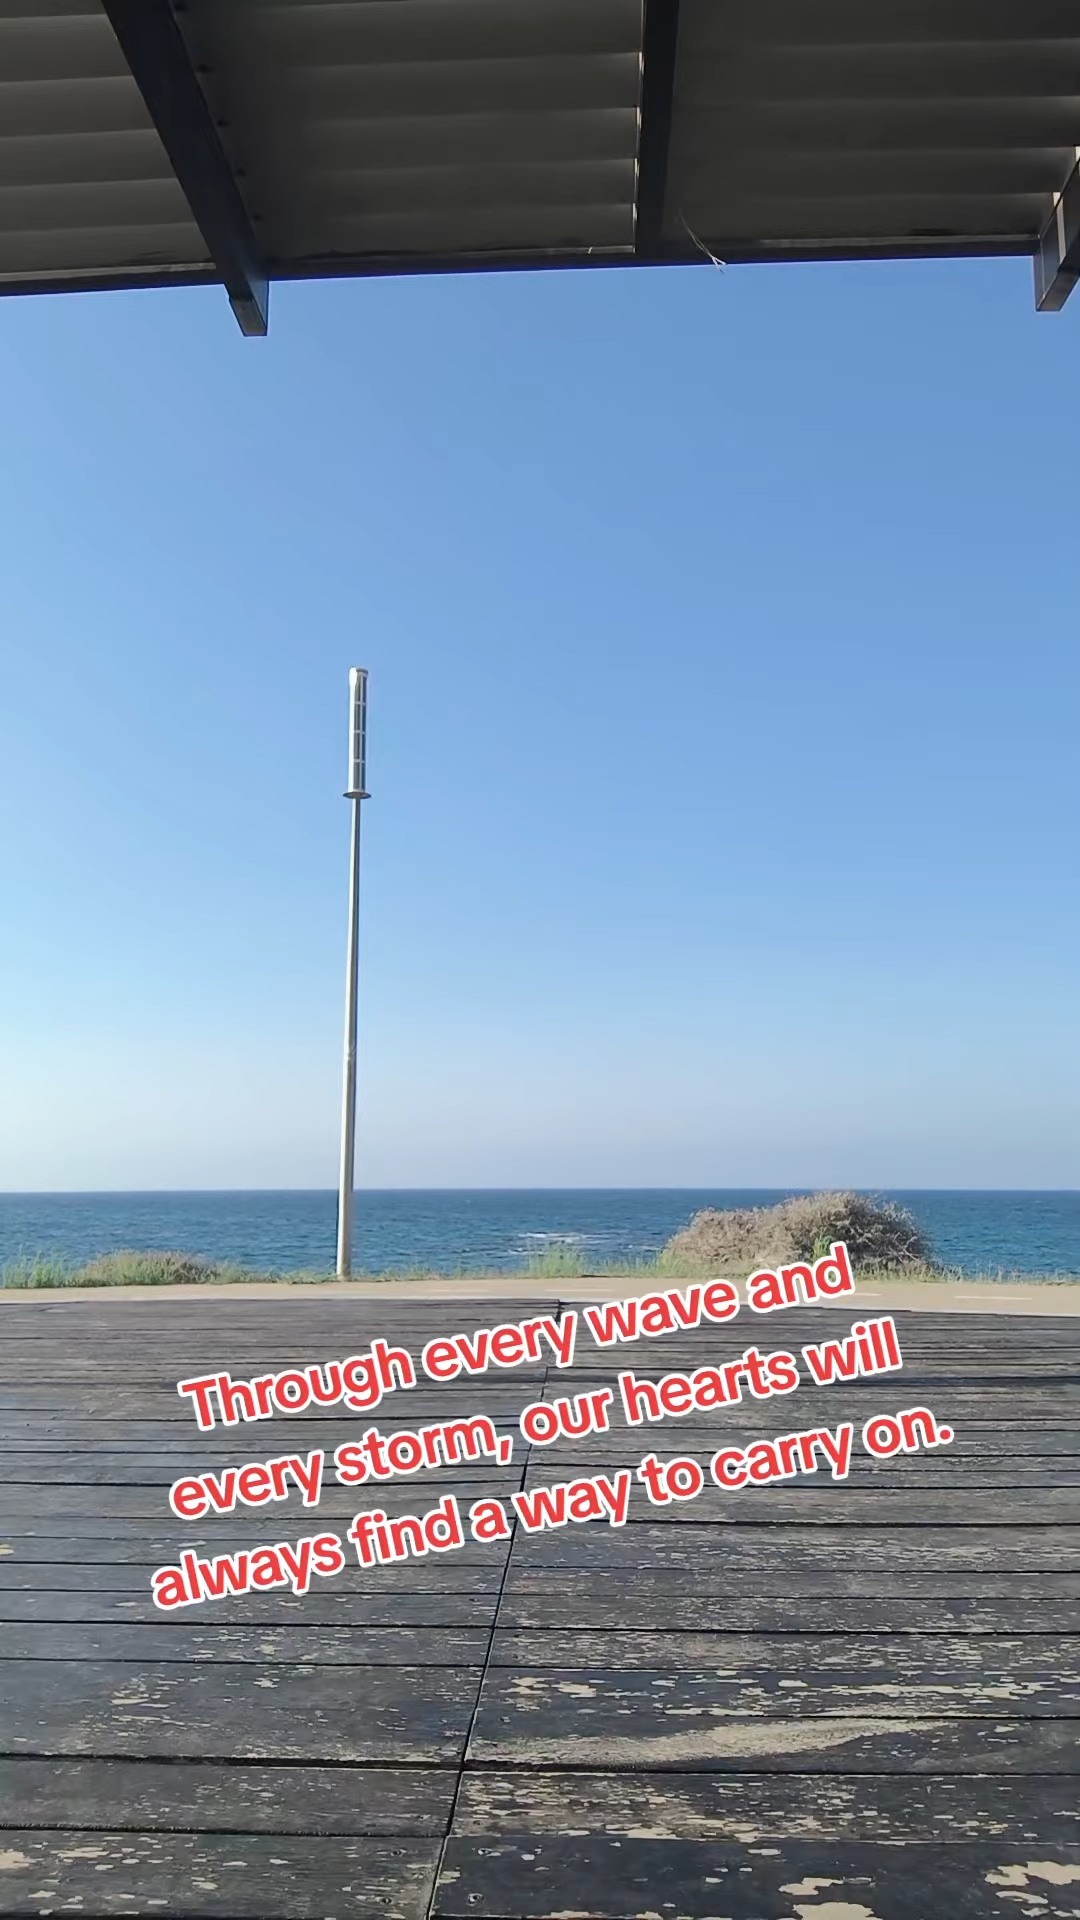 Through every wave and
every storm, our hearts will
always find a way to carry on.